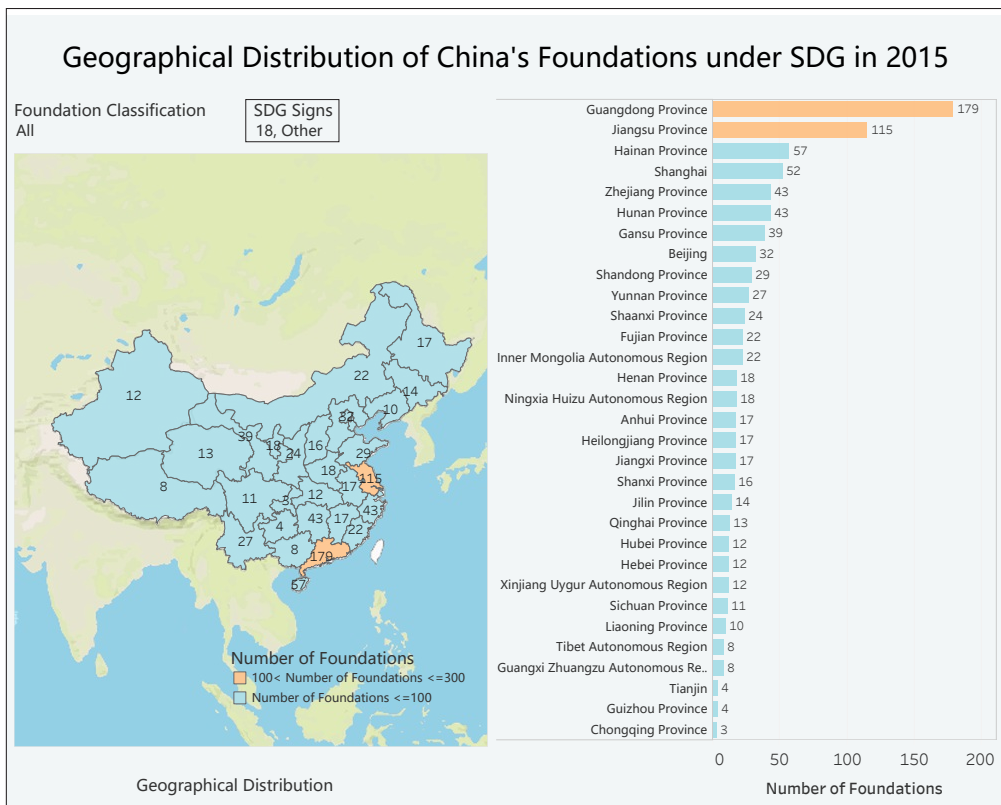 Geographical Distribution of China's Foundations under SDG in 2015
Foundation Classification
All
SDG Signs
18, Other
12
13
8
39
22
17
14
10
18
24
16
29
18
115
17
11
3
12
4
43
17
43
22
27
8
179
57
Number of Foundations
100< Number of Foundations <=300
Number of Foundations <=100
Geographical Distribution
Guangdong Province 179
Jiangsu Province 115
Hainan Province 57
Shanghai 52
Zhejiang Province 43
Hunan Province 43
Gansu Province 39
Beijing 32
Shandong Province 29
Yunnan Province 27
Shaanxi Province 24
Fujian Province 22
Inner Mongolia Autonomous Region 22
Henan Province 18
Ningxia Huizu Autonomous Region 18
Anhui Province 17
Heilongjiang Province 17
Jiangxi Province 17
Shanxi Province 16
Jilin Province 14
Qinghai Province 13
Hubei Province 12
Hebei Province 12
Xinjiang Uygur Autonomous Region 12
Sichuan Province 11
Liaoning Province 10
Tibet Autonomous Region 8
Guangxi Zhuangzu Autonomous Re.. 8
Tianjin 4
Guizhou Province 4
Chongqing Province 3
0 50 100 150 200
Number of Foundations